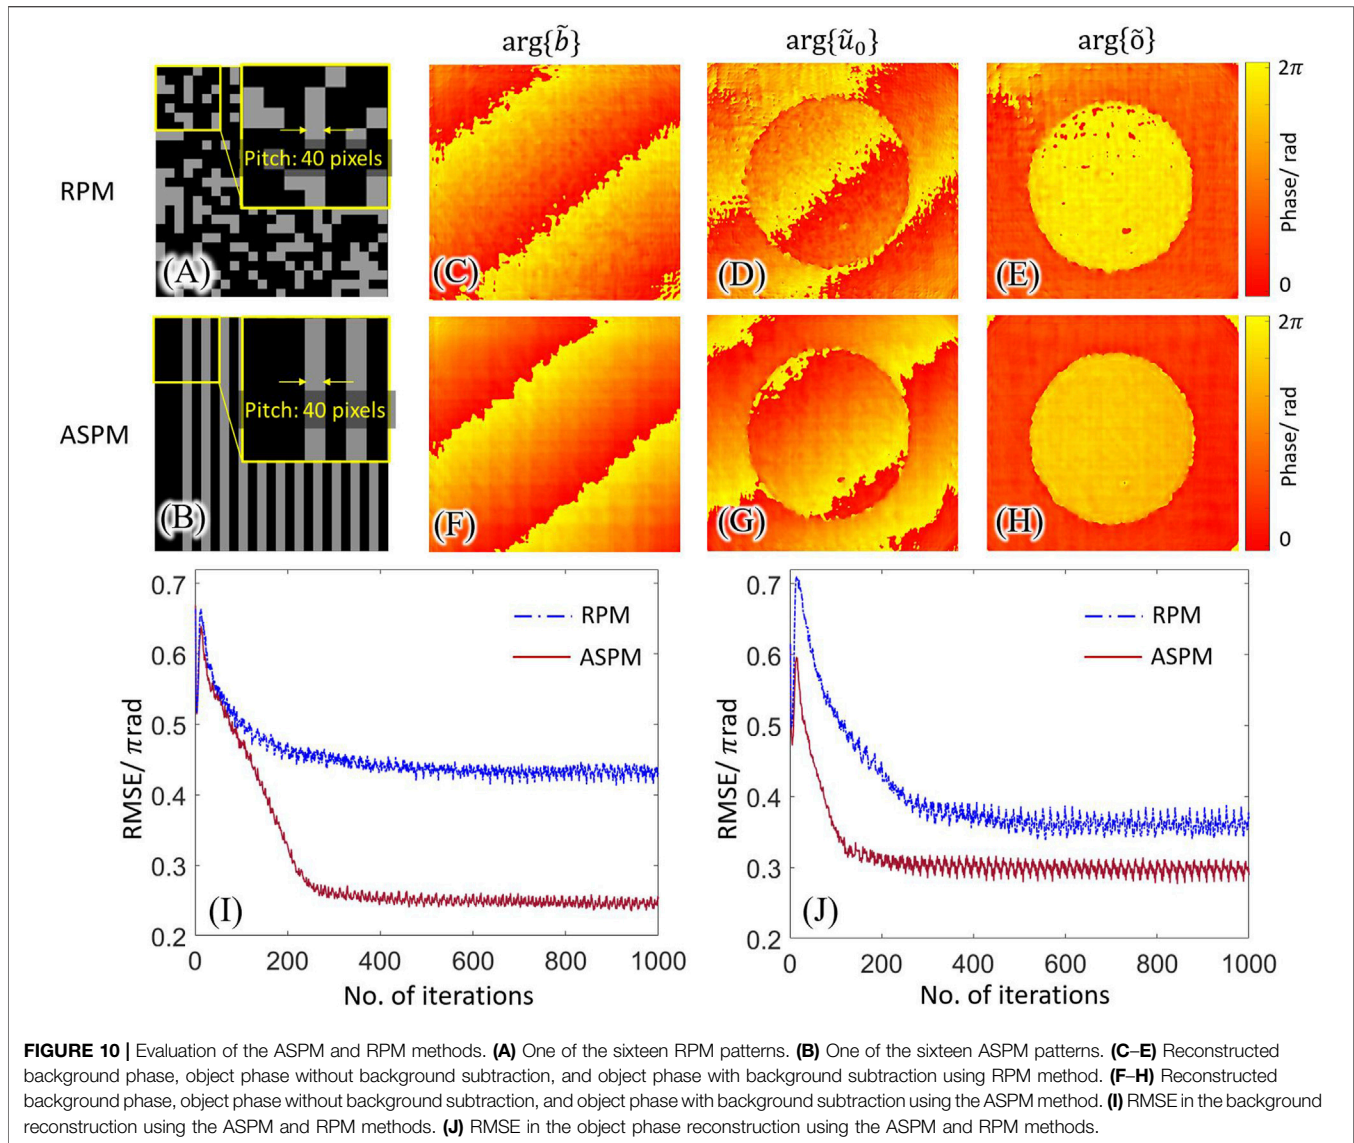 arg{b̃}
arg{ũ₀}
arg{õ}
RPM
Pitch: 40 pixels
(A)
(C)
(D)
(E)
2π
Phase/ rad
0
ASPM
Pitch: 40 pixels
(B)
(F)
(G)
(H)
2π
Phase/ rad
0
0.7
0.6
0.5
0.4
0.3
0.2
RMSE/ πrad
RPM
ASPM
(I)
0 200 400 600 800 1000
No. of iterations
0.7
0.6
0.5
0.4
0.3
0.2
RMSE/ πrad
RPM
ASPM
(J)
0 200 400 600 800 1000
No. of iterations
FIGURE 10 | Evaluation of the ASPM and RPM methods. (A) One of the sixteen RPM patterns. (B) One of the sixteen ASPM patterns. (C–E) Reconstructed
background phase, object phase without background subtraction, and object phase with background subtraction using RPM method. (F–H) Reconstructed
background phase, object phase without background subtraction, and object phase with background subtraction using the ASPM method. (I) RMSE in the background
reconstruction using the ASPM and RPM methods. (J) RMSE in the object phase reconstruction using the ASPM and RPM methods.